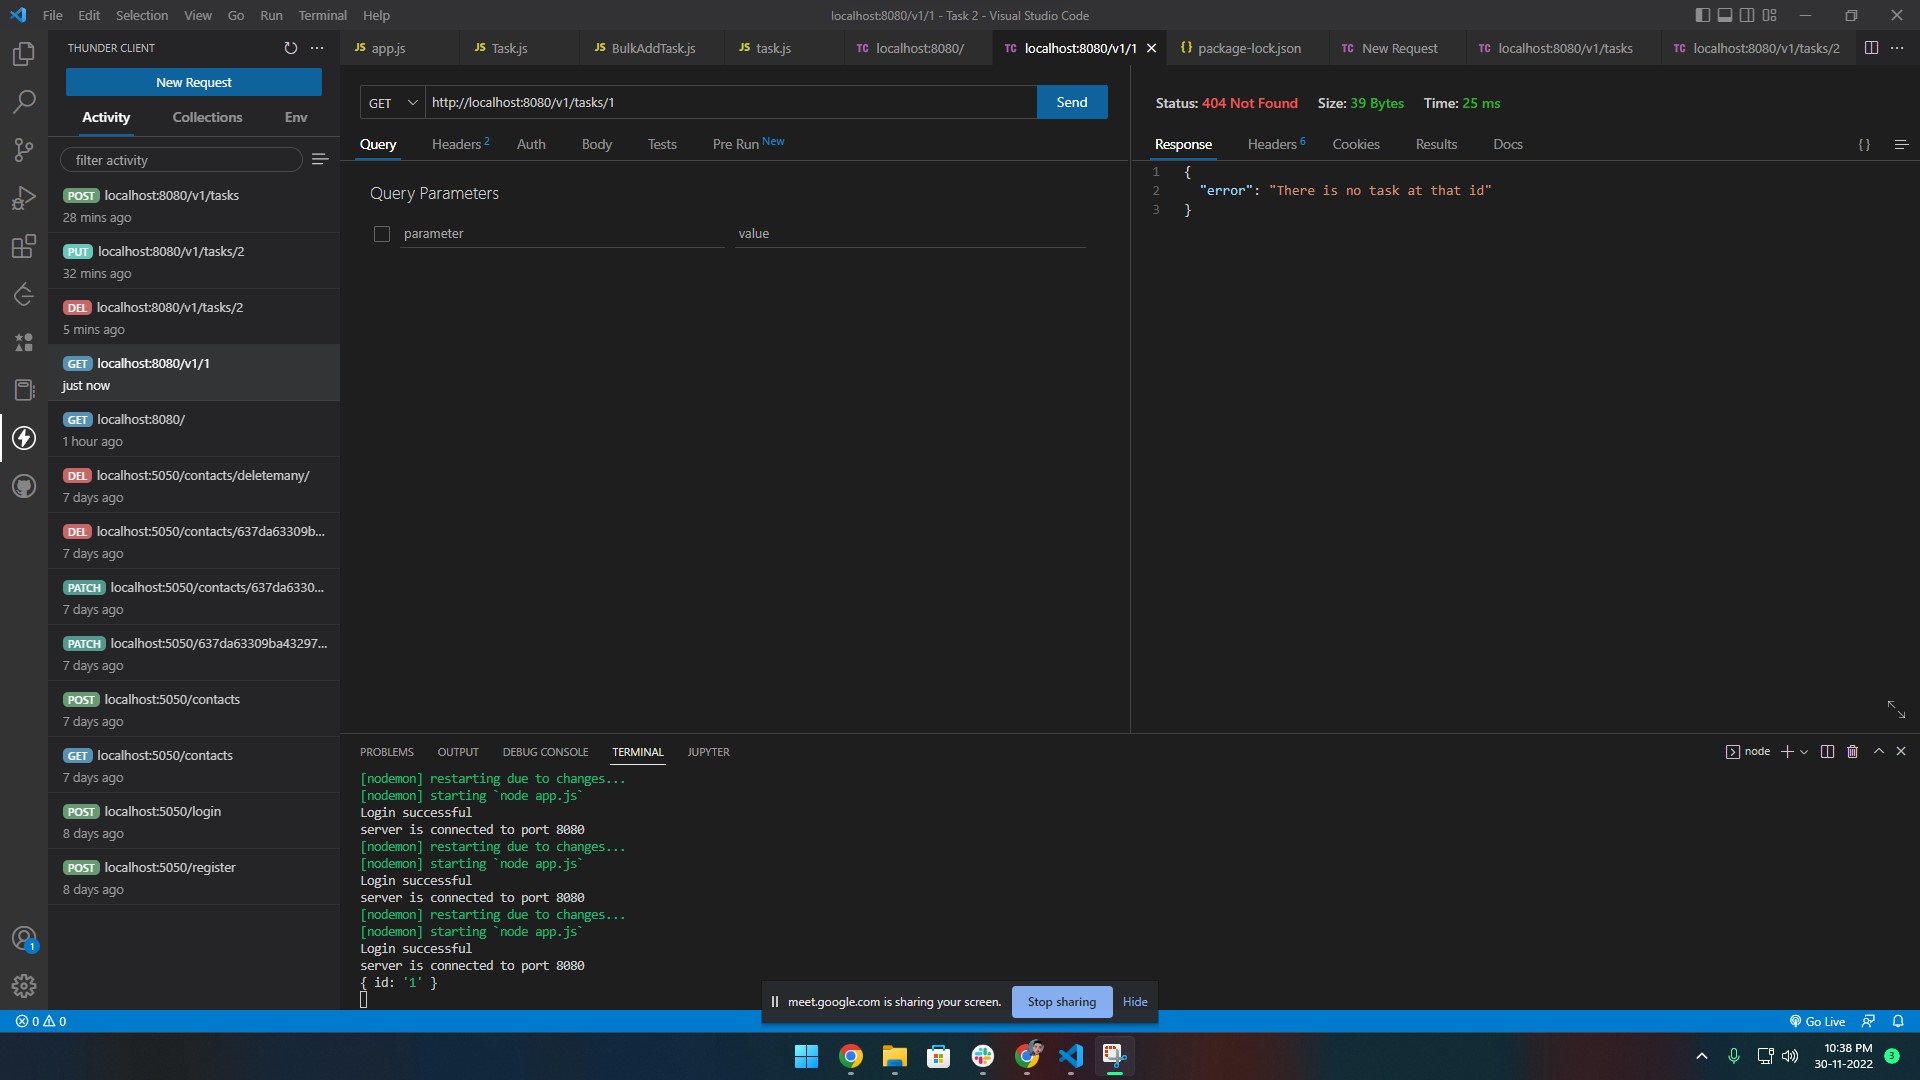 File Edit Selection View Go Run Terminal Help
localhost:8080/v1/1 - Task 2 - Visual Studio Code
THUNDER CLIENT
New Request
Activity Collections Env
filter activity
POST localhost:8080/v1/tasks
28 mins ago
PUT localhost:8080/v1/tasks/2
32 mins ago
DEL localhost:8080/v1/tasks/2
5 mins ago
GET localhost:8080/v1/1
just now
GET localhost:8080/
1 hour ago
DEL localhost:5050/contacts/deletemany/
7 days ago
DEL localhost:5050/contacts/637da63309b...
7 days ago
PATCH localhost:5050/contacts/637da6330...
7 days ago
PATCH localhost:5050/637da63309ba43297...
7 days ago
POST localhost:5050/contacts
7 days ago
GET localhost:5050/contacts
7 days ago
POST localhost:5050/login
8 days ago
POST localhost:5050/register
8 days ago
JS app.js JS Task.js JS BulkAddTask.js JS task.js TC localhost:8080/ TC localhost:8080/v1/1 {} package-lock.json TC New Request TC localhost:8080/v1/tasks TC localhost:8080/v1/tasks/2
GET http://localhost:8080/v1/tasks/1 Send
Query Headers 2 Auth Body Tests Pre Run New
Query Parameters
parameter value
Status: 404 Not Found Size: 39 Bytes Time: 25 ms
Response Headers 6 Cookies Results Docs {}
1 {
2 "error": "There is no task at that id"
3 }
PROBLEMS OUTPUT DEBUG CONSOLE TERMINAL JUPYTER
node
[nodemon] restarting due to changes...
[nodemon] starting `node app.js`
Login successful
server is connected to port 8080
[nodemon] restarting due to changes...
[nodemon] starting `node app.js`
Login successful
server is connected to port 8080
[nodemon] restarting due to changes...
[nodemon] starting `node app.js`
Login successful
server is connected to port 8080
{ id: '1' }
meet.google.com is sharing your screen. Stop sharing Hide
1
0 0
Go Live
10:38 PM
30-11-2022
3